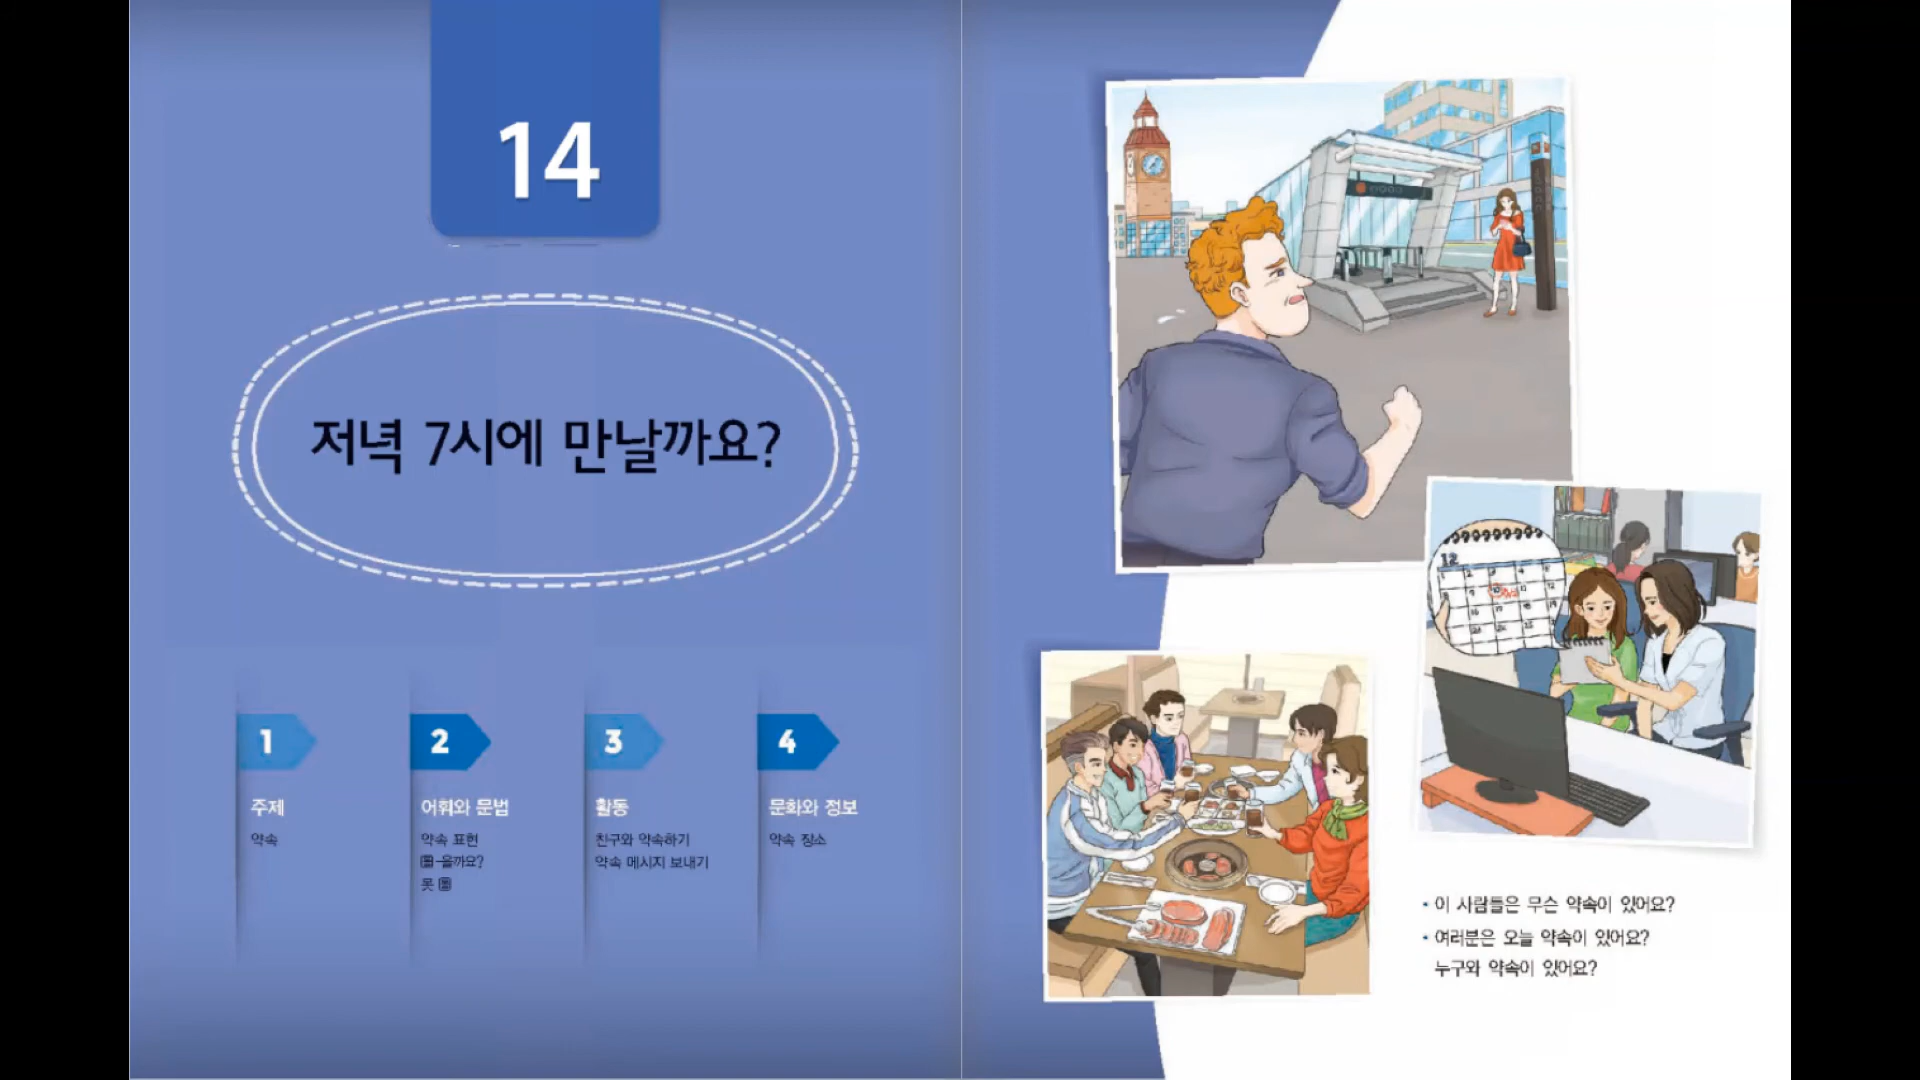 14
저녁 7시에 만날까요?
1
주제
약속
2
어휘와 문법
약속 표현
동-을까요?
못 동
3
활동
친구와 약속하기
약속 메시지 보내기
4
문화와 정보
약속 장소
12
• 이 사람들은 무슨 약속이 있어요?
• 여러분은 오늘 약속이 있어요?
누구와 약속이 있어요?